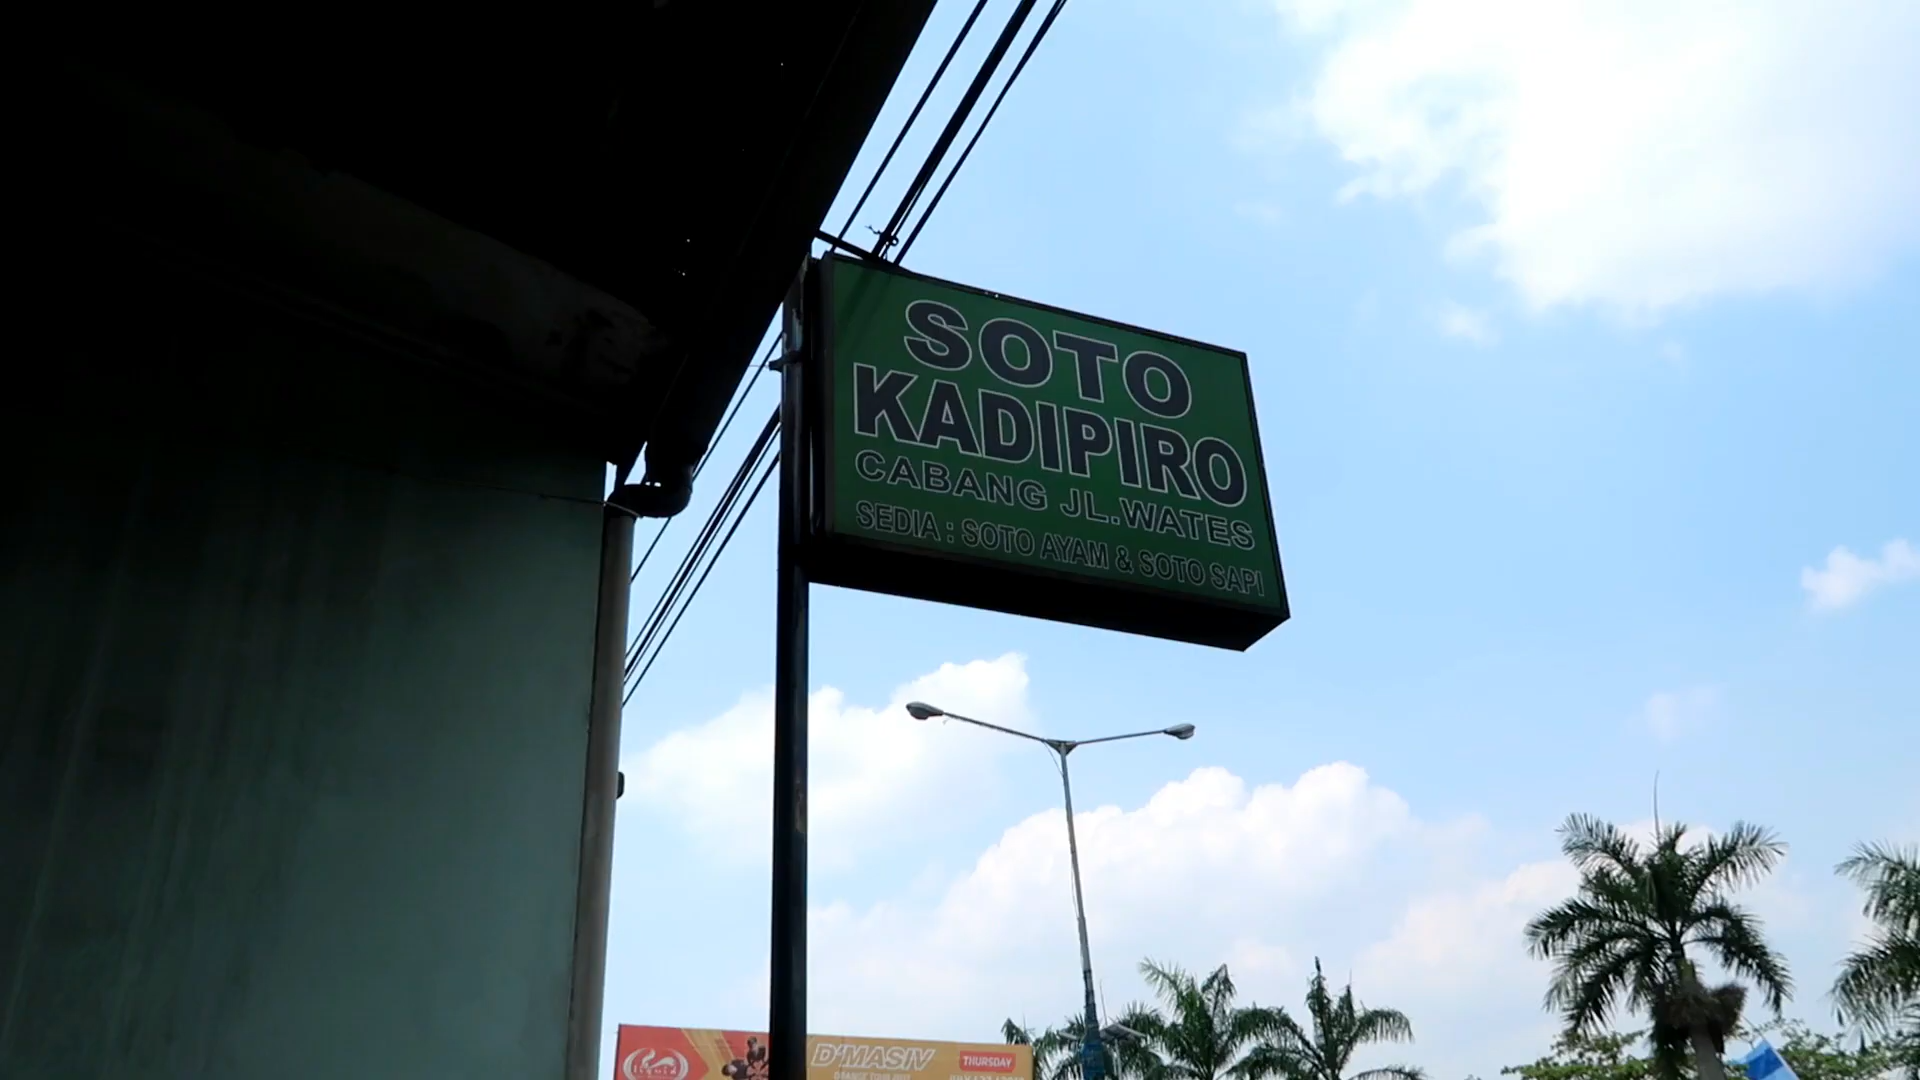 SOTO
KADIPIRO
CABANG JL. WATES
SEDIA : SOTO AYAM & SOTO SAPI
D'MASIV
THURSDAY